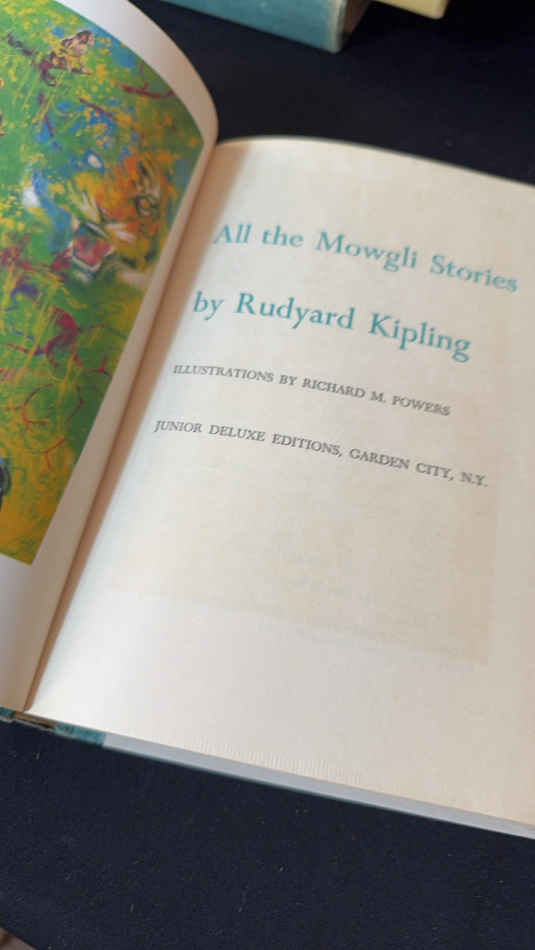 All the Mowgli Stories
by Rudyard Kipling
ILLUSTRATIONS BY RICHARD M. POWERS
JUNIOR DELUXE EDITIONS, GARDEN CITY, N.Y.